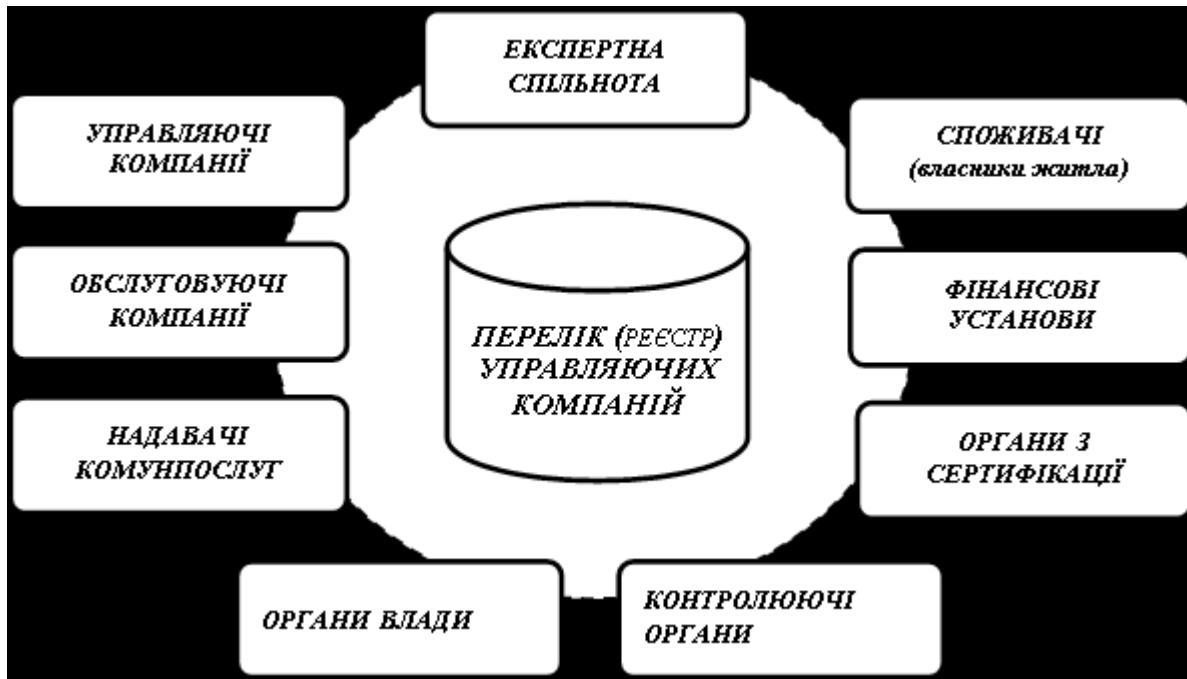 ЕКСПЕРТНА
СПІЛЬНОТА
УПРАВЛЯЮЧІ
КОМПАНІЇ
СПОЖИВАЧІ
(власники житла)
ОБСЛУГОВУЮЧІ
КОМПАНІЇ
ФІНАНСОВІ
УСТАНОВИ
ПЕРЕЛІК (РЕЄСТР)
УПРАВЛЯЮЧИХ
КОМПАНІЙ
НАДАВАЧІ
КОМУНПОСЛУГ
ОРГАНИ З
СЕРТИФІКАЦІЇ
ОРГАНИ ВЛАДИ
КОНТРОЛЮЮЧІ
ОРГАНИ